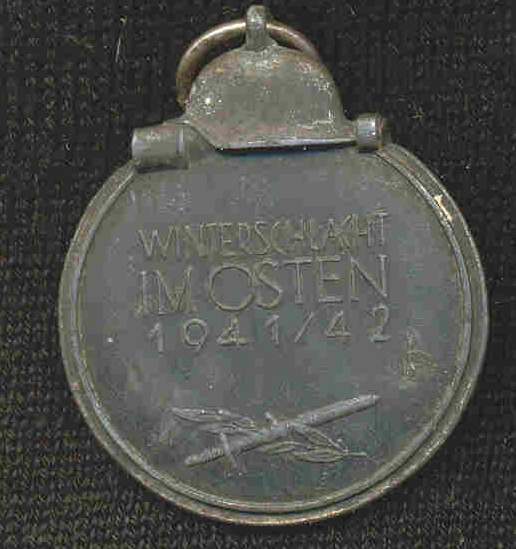 WINTERSCHLACHT
IM OSTEN
1941/42